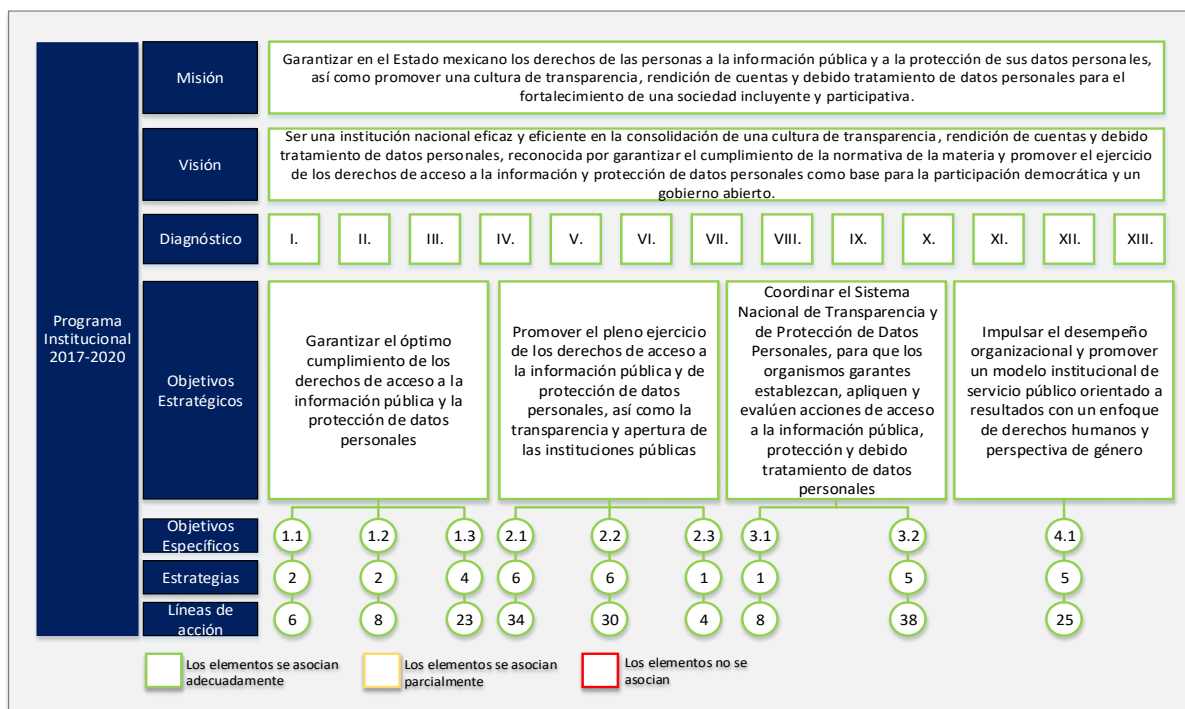 Programa
Institucional
2017-2020
Misión
Garantizar en el Estado mexicano los derechos de las personas a la información pública y a la protección de sus datos personales,
así como promover una cultura de transparencia, rendición de cuentas y debido tratamiento de datos personales para el
fortalecimiento de una sociedad incluyente y participativa.
Visión
Ser una institución nacional eficaz y eficiente en la consolidación de una cultura de transparencia, rendición de cuentas y debido
tratamiento de datos personales, reconocida por garantizar el cumplimiento de la normativa de la materia y promover el ejercicio
de los derechos de acceso a la información y protección de datos personales como base para la participación democrática y un
gobierno abierto.
Diagnóstico
I. II. III. IV. V. VI. VII. VIII. IX. X. XI. XII. XIII.
Objetivos
Estratégicos
Garantizar el óptimo
cumplimiento de los
derechos de acceso a la
información pública y la
protección de datos
personales
Promover el pleno ejercicio
de los derechos de acceso a
la información pública y de
protección de datos
personales, así como la
transparencia y apertura de
las instituciones públicas
Coordinar el Sistema
Nacional de Transparencia y
de Protección de Datos
Personales, para que los
organismos garantes
establezcan, apliquen y
evalúen acciones de acceso
a la información pública,
protección y debido
tratamiento de datos
personales
Impulsar el desempeño
organizacional y promover
un modelo institucional de
servicio público orientado a
resultados con un enfoque
de derechos humanos y
perspectiva de género
Objetivos
Específicos
1.1 1.2 1.3 2.1 2.2 2.3 3.1 3.2 4.1
Estrategias
2 2 4 6 6 1 1 5 5
Líneas de
acción
6 8 23 34 30 4 8 38 25
Los elementos se asocian
adecuadamente
Los elementos se asocian
parcialmente
Los elementos no se
asocian